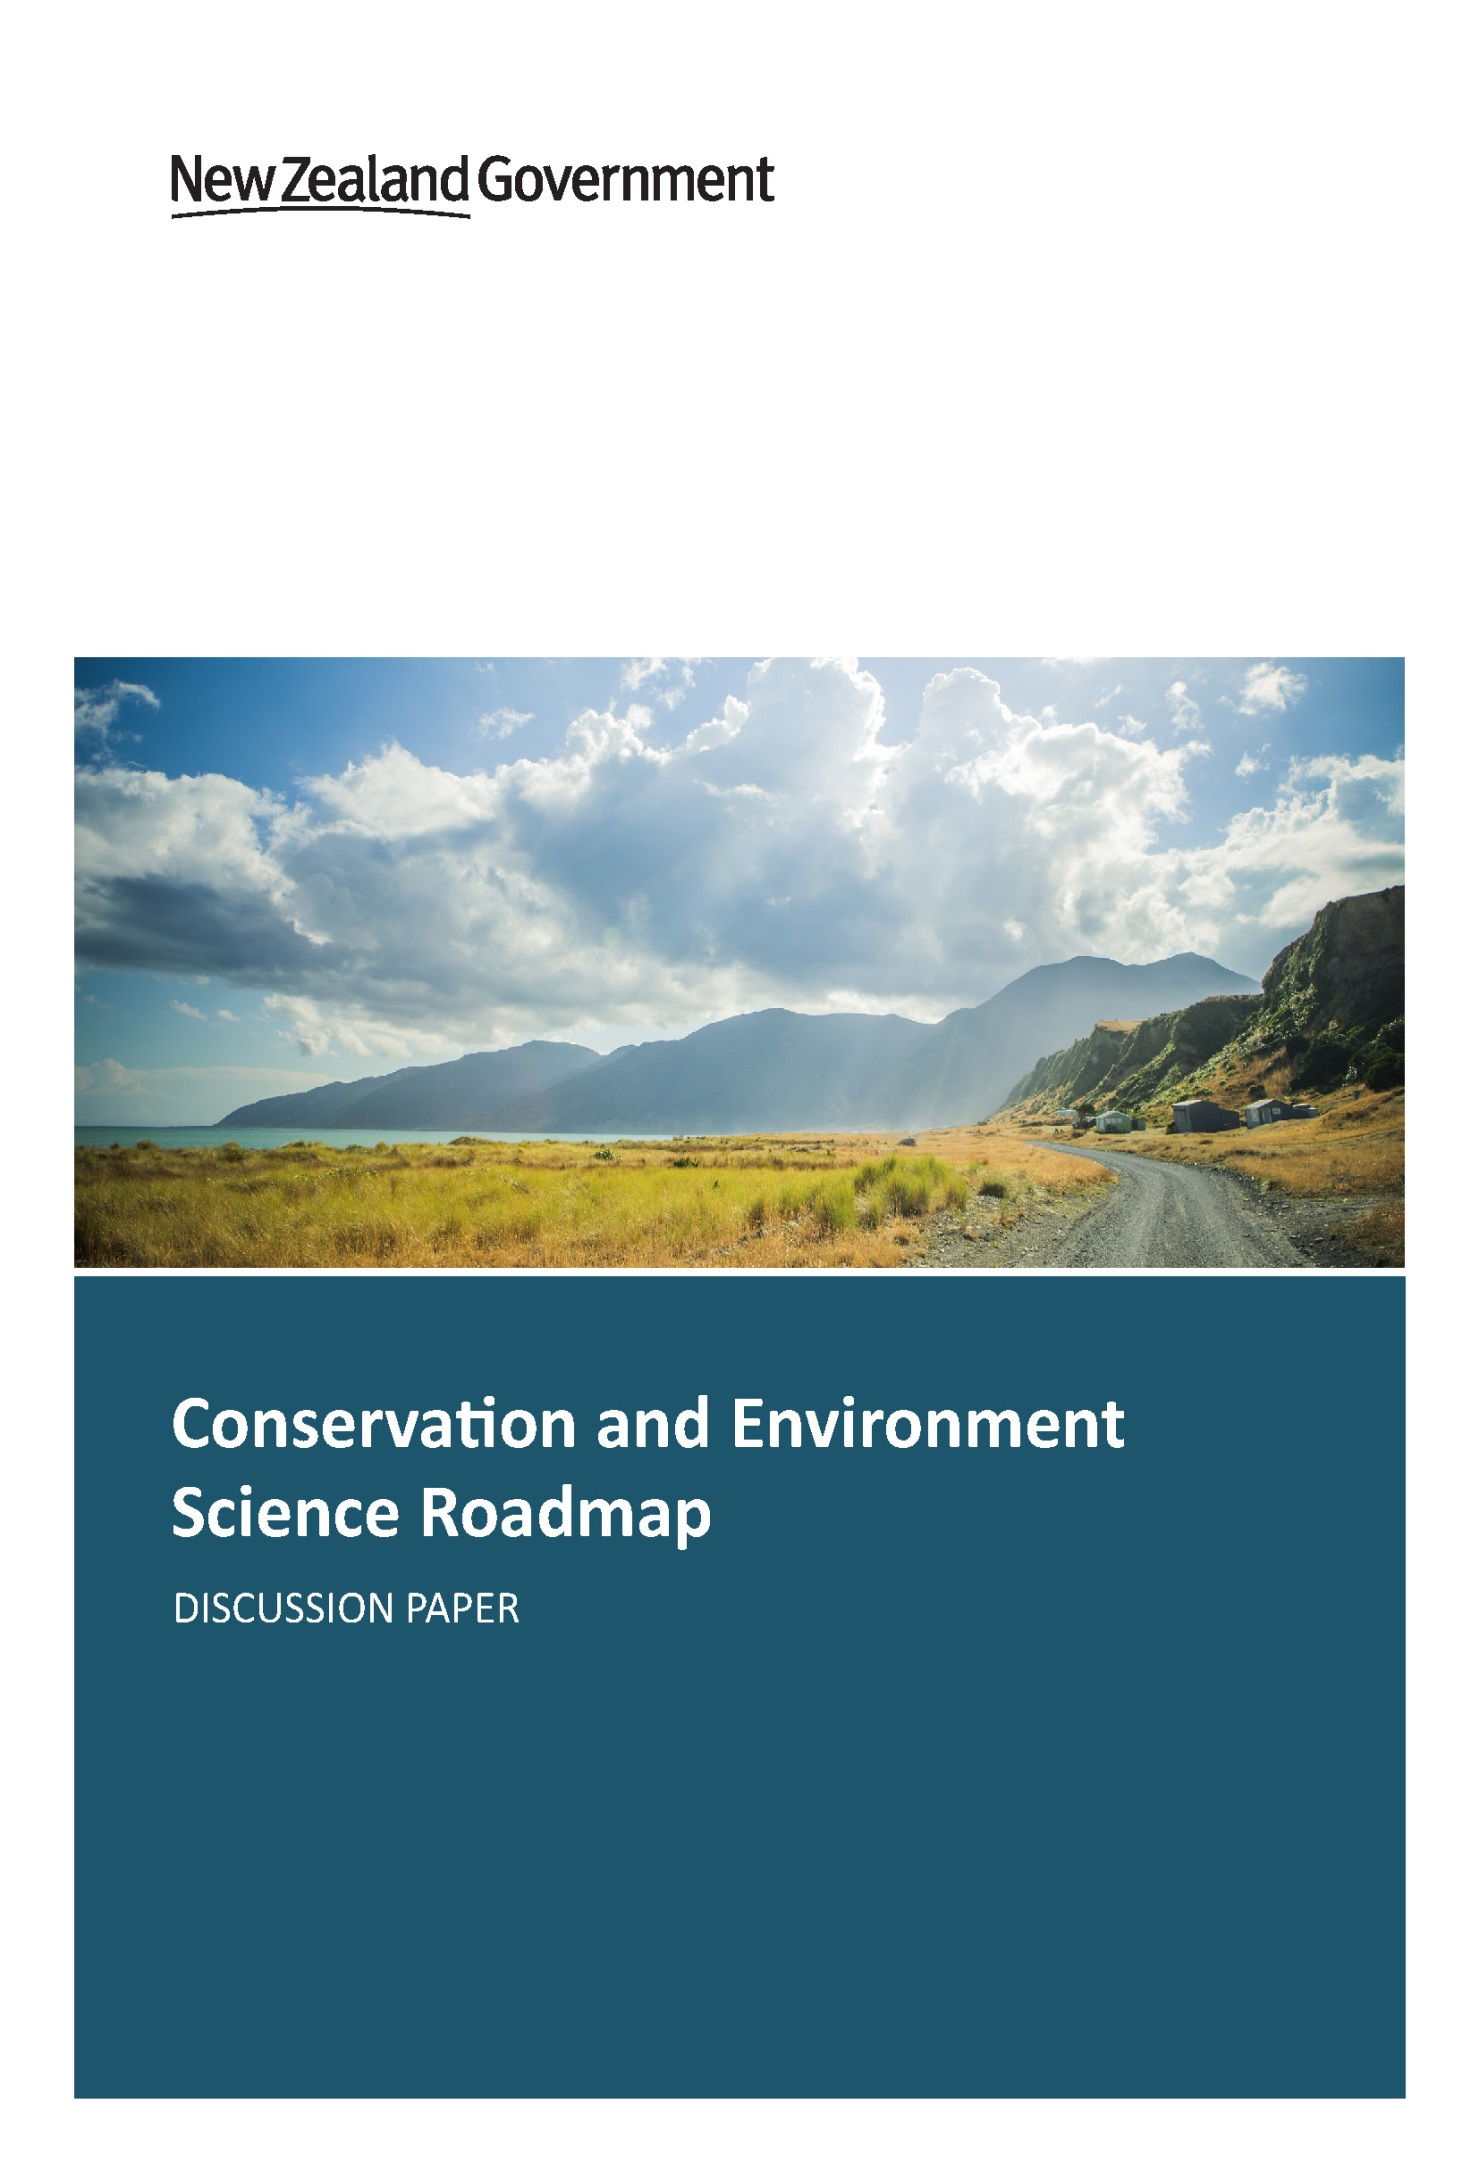 New Zealand Government
Conservation and Environment
Science Roadmap
DISCUSSION PAPER